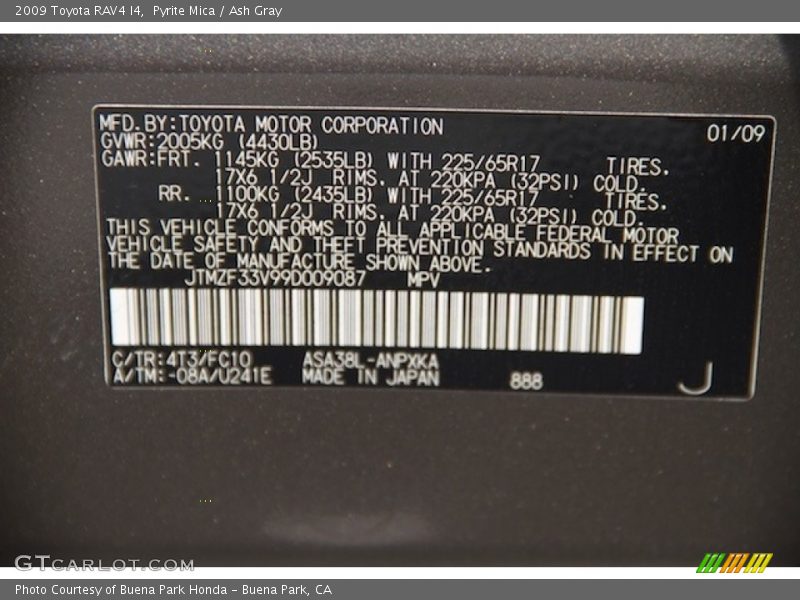 2009 Toyota RAV4 I4, Pyrite Mica / Ash Gray
MFD.BY:TOYOTA MOTOR CORPORATION 01/09
GVWR:2005KG (4430LB)
GAWR:FRT. 1145KG (2535LB) WITH 225/65R17 TIRES.
17X6 1/2J RIMS. AT 220KPA (32PSI) COLD.
RR. 1100KG (2435LB) WITH 225/65R17 TIRES.
17X6 1/2J RIMS. AT 220KPA (32PSI) COLD.
THIS VEHICLE CONFORMS TO ALL APPLICABLE FEDERAL MOTOR
VEHICLE SAFETY AND THEFT PREVENTION STANDARDS IN EFFECT ON
THE DATE OF MANUFACTURE SHOWN ABOVE.
JTMZF33V99D009087 MPV
C/TR:4T3/FC10 ASA38L-ANPXKA
A/TM:-08A/U241E MADE IN JAPAN 888 J
GTCARLOT.COM
Photo Courtesy of Buena Park Honda - Buena Park, CA